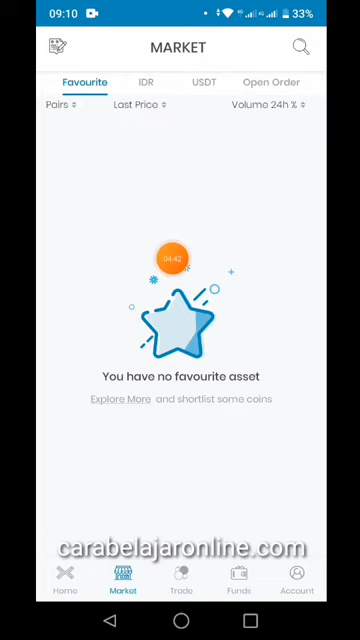 09:10 33%
MARKET
Favourite IDR USDT Open Order
Pairs Last Price Volume 24h %
04:42
You have no favourite asset
Explore More and shortlist some coins
carabelajaronline.com
Home Market Trade Funds Account